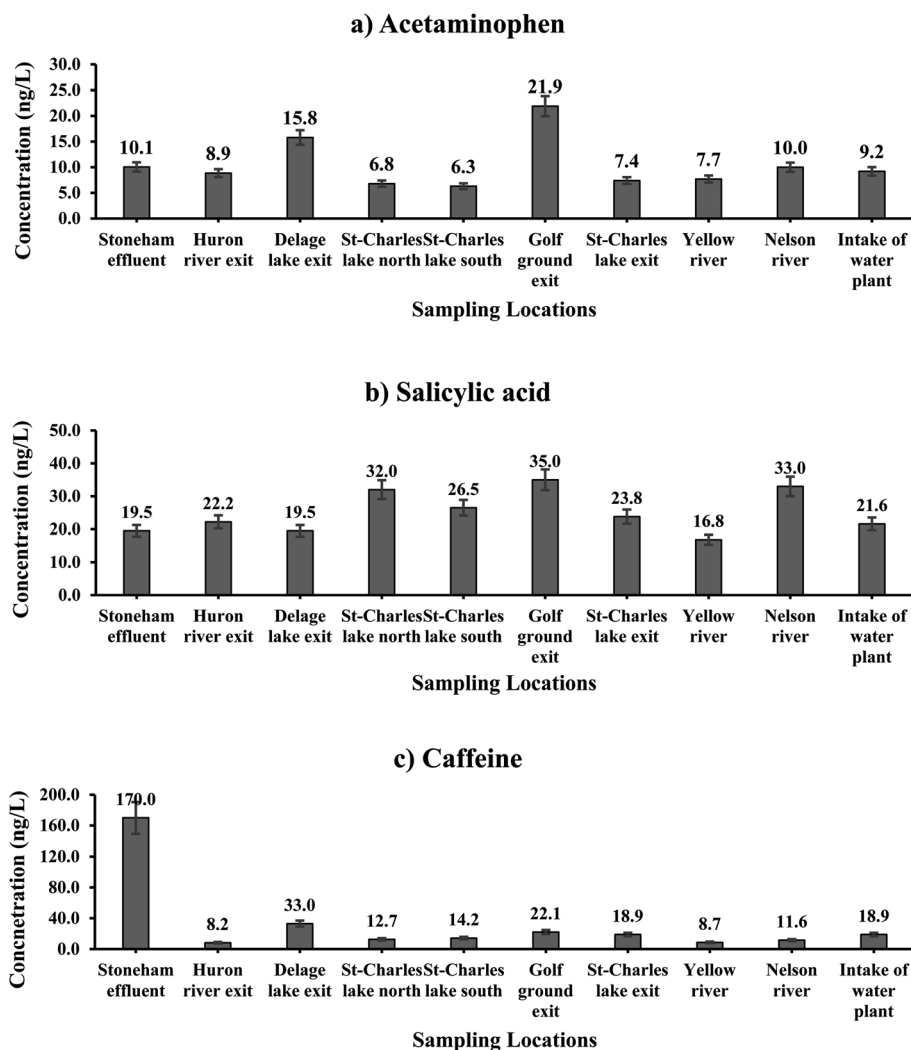 a) Acetaminophen
Concentration (ng/L)
30.0
25.0
20.0
15.0
10.0
5.0
0.0
10.1
8.9
15.8
6.8
6.3
21.9
7.4
7.7
10.0
9.2
Stoneham
effluent
Huron
river exit
Delage
lake exit
St-Charles
lake north
St-Charles
lake south
Golf
ground
exit
St-Charles
lake exit
Yellow
river
Nelson
river
Intake of
water
plant
Sampling Locations
b) Salicylic acid
Concentration (ng/L)
50.0
40.0
30.0
20.0
10.0
0.0
19.5
22.2
19.5
32.0
26.5
35.0
23.8
16.8
33.0
21.6
Stoneham
effluent
Huron
river exit
Delage
lake exit
St-Charles
lake north
St-Charles
lake south
Golf
ground
exit
St-Charles
lake exit
Yellow
river
Nelson
river
Intake of
water
plant
Sampling Locations
c) Caffeine
Concnetration (ng/L)
200.0
160.0
120.0
80.0
40.0
0.0
170.0
8.2
33.0
12.7
14.2
22.1
18.9
8.7
11.6
18.9
Stoneham
effluent
Huron
river exit
Delage
lake exit
St-Charles
lake north
St-Charles
lake south
Golf
ground
exit
St-Charles
lake exit
Yellow
river
Nelson
river
Intake of
water
plant
Sampling Locations